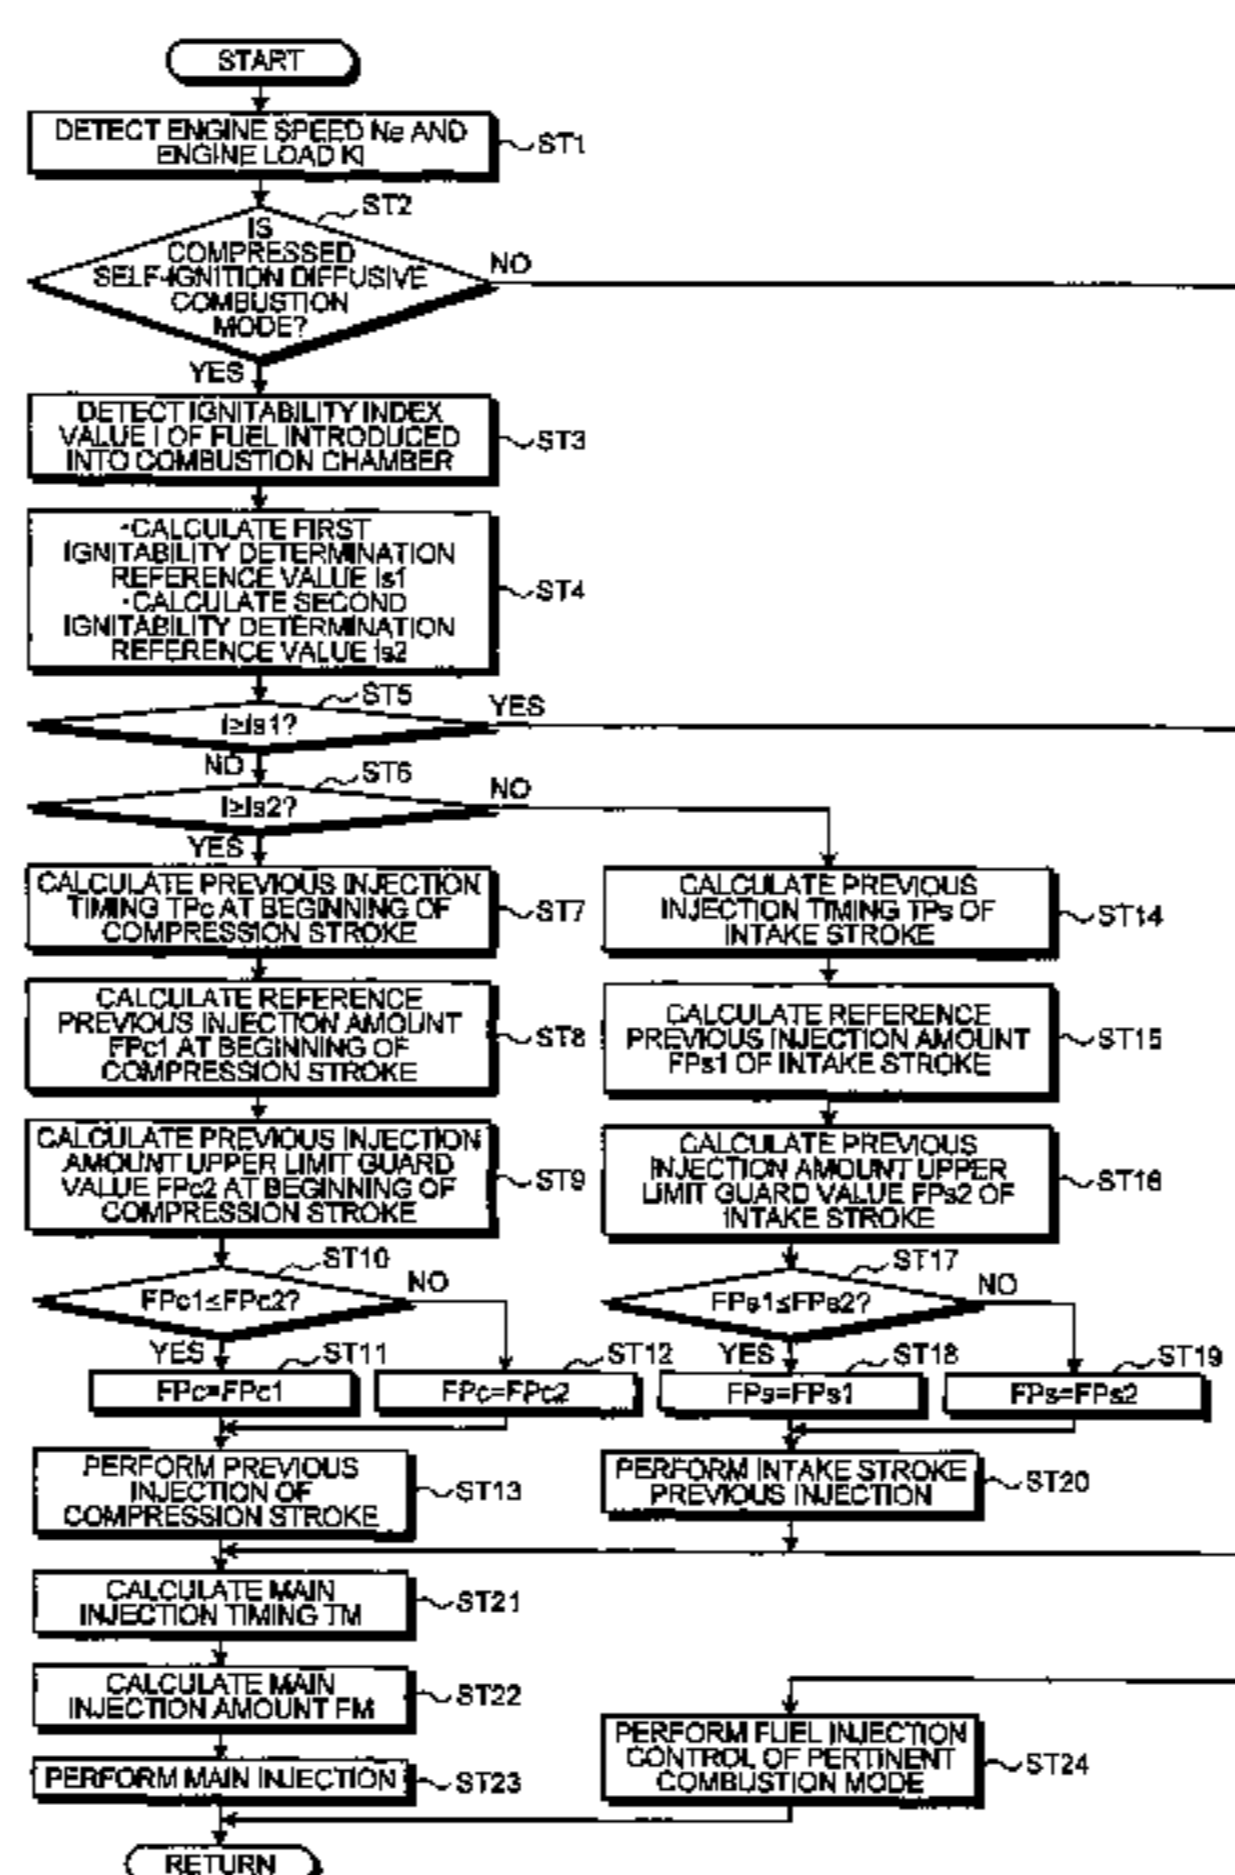 START
DETECT ENGINE SPEED Ne AND
ENGINE LOAD Kl
ST1
ST2
IS
COMPRESSED
SELF-IGNITION DIFFUSIVE
COMBUSTION
MODE?
NO
YES
DETECT IGNITABILITY INDEX
VALUE I OF FUEL INTRODUCED
INTO COMBUSTION CHAMBER
ST3
·CALCULATE FIRST
IGNITABILITY DETERMINATION
REFERENCE VALUE Is1
·CALCULATE SECOND
IGNITABILITY DETERMINATION
REFERENCE VALUE Is2
ST4
ST5
I≥Is1?
YES
NO
ST6
I≥Is2?
NO
YES
CALCULATE PREVIOUS INJECTION
TIMING TPc AT BEGINNING OF
COMPRESSION STROKE
ST7
CALCULATE REFERENCE
PREVIOUS INJECTION AMOUNT
FPc1 AT BEGINNING OF
COMPRESSION STROKE
ST8
CALCULATE PREVIOUS INJECTION
AMOUNT UPPER LIMIT GUARD
VALUE FPc2 AT BEGINNING OF
COMPRESSION STROKE
ST9
ST10
FPc1≤FPc2?
NO
YES
ST11
FPc=FPc1
ST12
FPc=FPc2
PERFORM PREVIOUS
INJECTION OF
COMPRESSION STROKE
ST13
CALCULATE PREVIOUS
INJECTION TIMING TPs OF
INTAKE STROKE
ST14
CALCULATE REFERENCE
PREVIOUS INJECTION AMOUNT
FPs1 OF INTAKE STROKE
ST15
CALCULATE PREVIOUS
INJECTION AMOUNT UPPER
LIMIT GUARD VALUE FPs2 OF
INTAKE STROKE
ST16
ST17
FPs1≤FPs2?
NO
YES
ST18
FPs=FPs1
ST19
FPs=FPs2
PERFORM INTAKE STROKE
PREVIOUS INJECTION
ST20
CALCULATE MAIN
INJECTION TIMING TM
ST21
CALCULATE MAIN
INJECTION AMOUNT FM
ST22
PERFORM MAIN INJECTION
ST23
PERFORM FUEL INJECTION
CONTROL OF PERTINENT
COMBUSTION MODE
ST24
RETURN